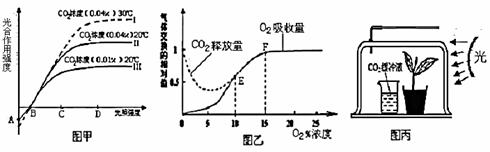 光合作用强度
CO₂浓度(0.04%)30℃
I
CO₂浓度(0.04%)20℃
II
CO₂浓度(0.01%)20℃
III
A
B
C
D
光照强度
图甲
气体交换的相对值
1
0.5
0
CO₂释放量
O₂吸收量
F
E
5
10
15
20
25
O₂%浓度
图乙
CO₂缓冲液
光
图丙